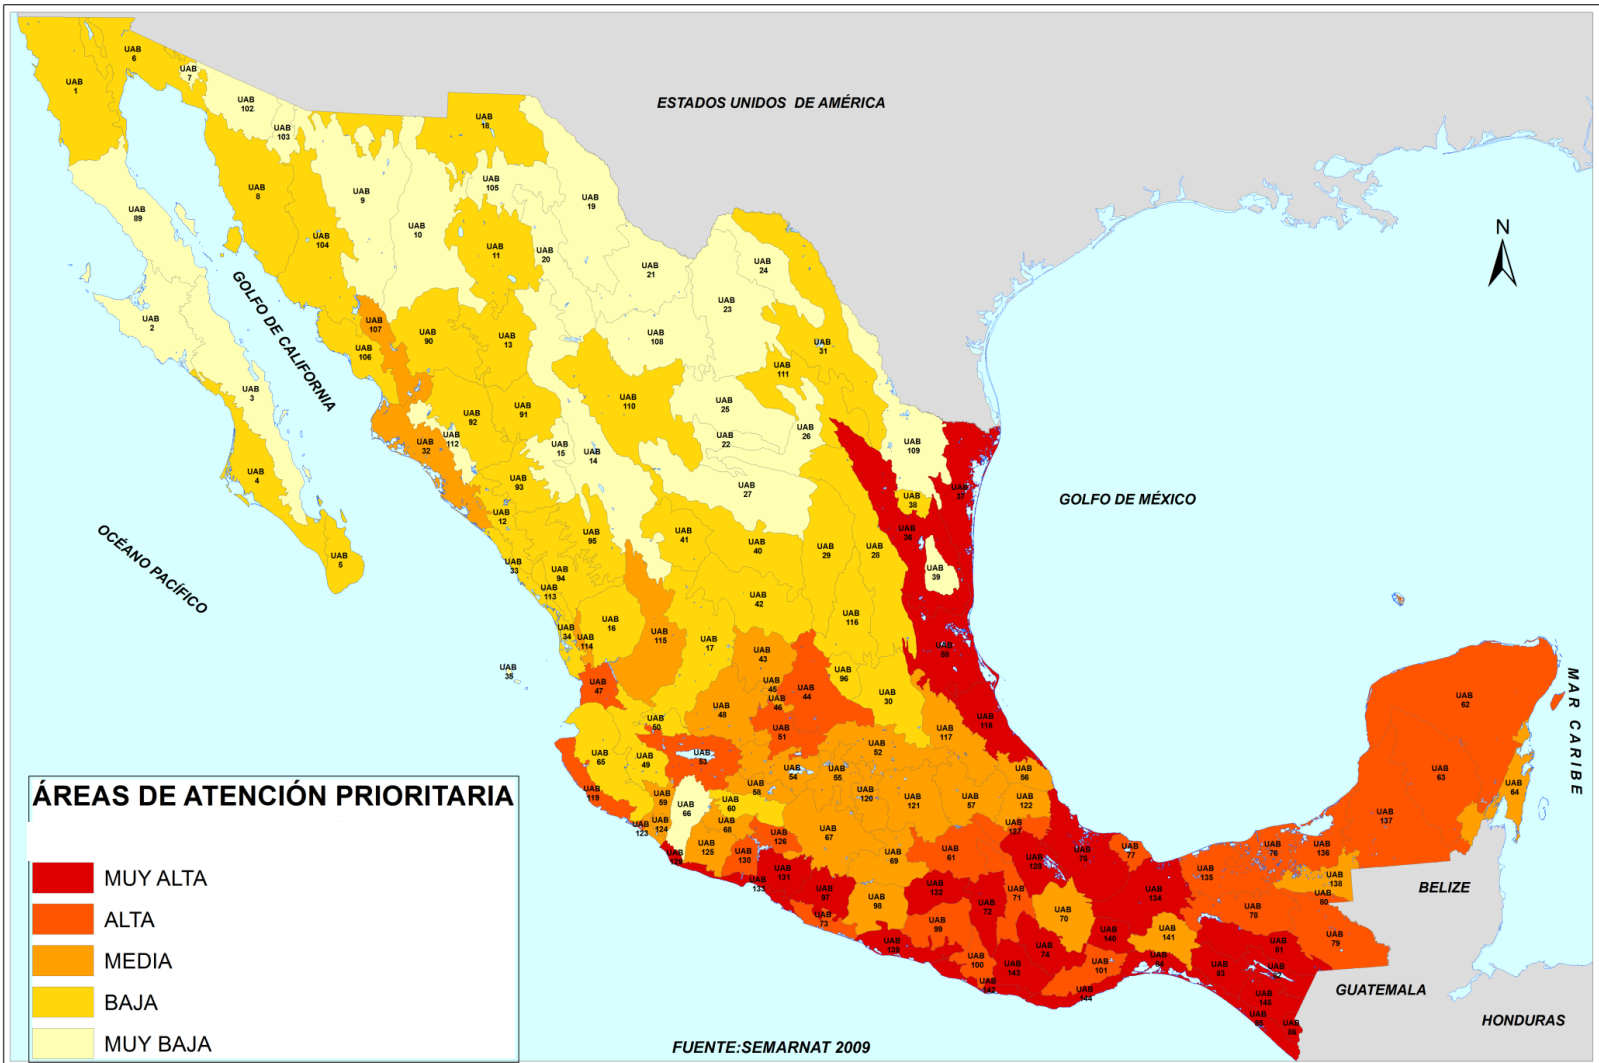 ESTADOS UNIDOS DE AMÉRICA
N
GOLFO DE CALIFORNIA
GOLFO DE MÉXICO
OCÉANO PACÍFICO
MAR CARIBE
BELIZE
GUATEMALA
HONDURAS
UAB 1
UAB 6
UAB 7
UAB 102
UAB 103
UAB 18
UAB 8
UAB 9
UAB 105
UAB 19
UAB 89
UAB 104
UAB 10
UAB 11
UAB 20
UAB 21
UAB 24
UAB 23
UAB 2
UAB 107
UAB 90
UAB 13
UAB 108
UAB 31
UAB 106
UAB 111
UAB 3
UAB 92
UAB 91
UAB 110
UAB 25
UAB 26
UAB 32
UAB 112
UAB 15
UAB 14
UAB 22
UAB 109
UAB 4
UAB 93
UAB 27
UAB 37
UAB 38
UAB 12
UAB 95
UAB 41
UAB 40
UAB 29
UAB 28
UAB 36
UAB 5
UAB 33
UAB 94
UAB 39
UAB 113
UAB 42
UAB 34
UAB 114
UAB 16
UAB 115
UAB 17
UAB 116
UAB 43
UAB 35
UAB 47
UAB 45
UAB 46
UAB 44
UAB 96
UAB 30
UAB 118
UAB 62
UAB 48
UAB 50
UAB 51
UAB 52
UAB 117
UAB 65
UAB 49
UAB 53
UAB 54
UAB 55
UAB 56
UAB 63
UAB 64
UAB 119
UAB 59
UAB 66
UAB 58
UAB 60
UAB 120
UAB 121
UAB 57
UAB 122
UAB 137
UAB 123
UAB 124
UAB 68
UAB 67
UAB 127
UAB 125
UAB 130
UAB 126
UAB 69
UAB 61
UAB 128
UAB 75
UAB 77
UAB 76
UAB 136
UAB 133
UAB 131
UAB 97
UAB 132
UAB 71
UAB 134
UAB 135
UAB 138
UAB 80
UAB 73
UAB 98
UAB 99
UAB 72
UAB 70
UAB 78
UAB 79
UAB 139
UAB 74
UAB 140
UAB 141
UAB 81
UAB 100
UAB 143
UAB 101
UAB 84
UAB 83
UAB 142
UAB 144
UAB 145
ÁREAS DE ATENCIÓN PRIORITARIA
MUY ALTA
ALTA
MEDIA
BAJA
MUY BAJA
FUENTE:SEMARNAT 2009